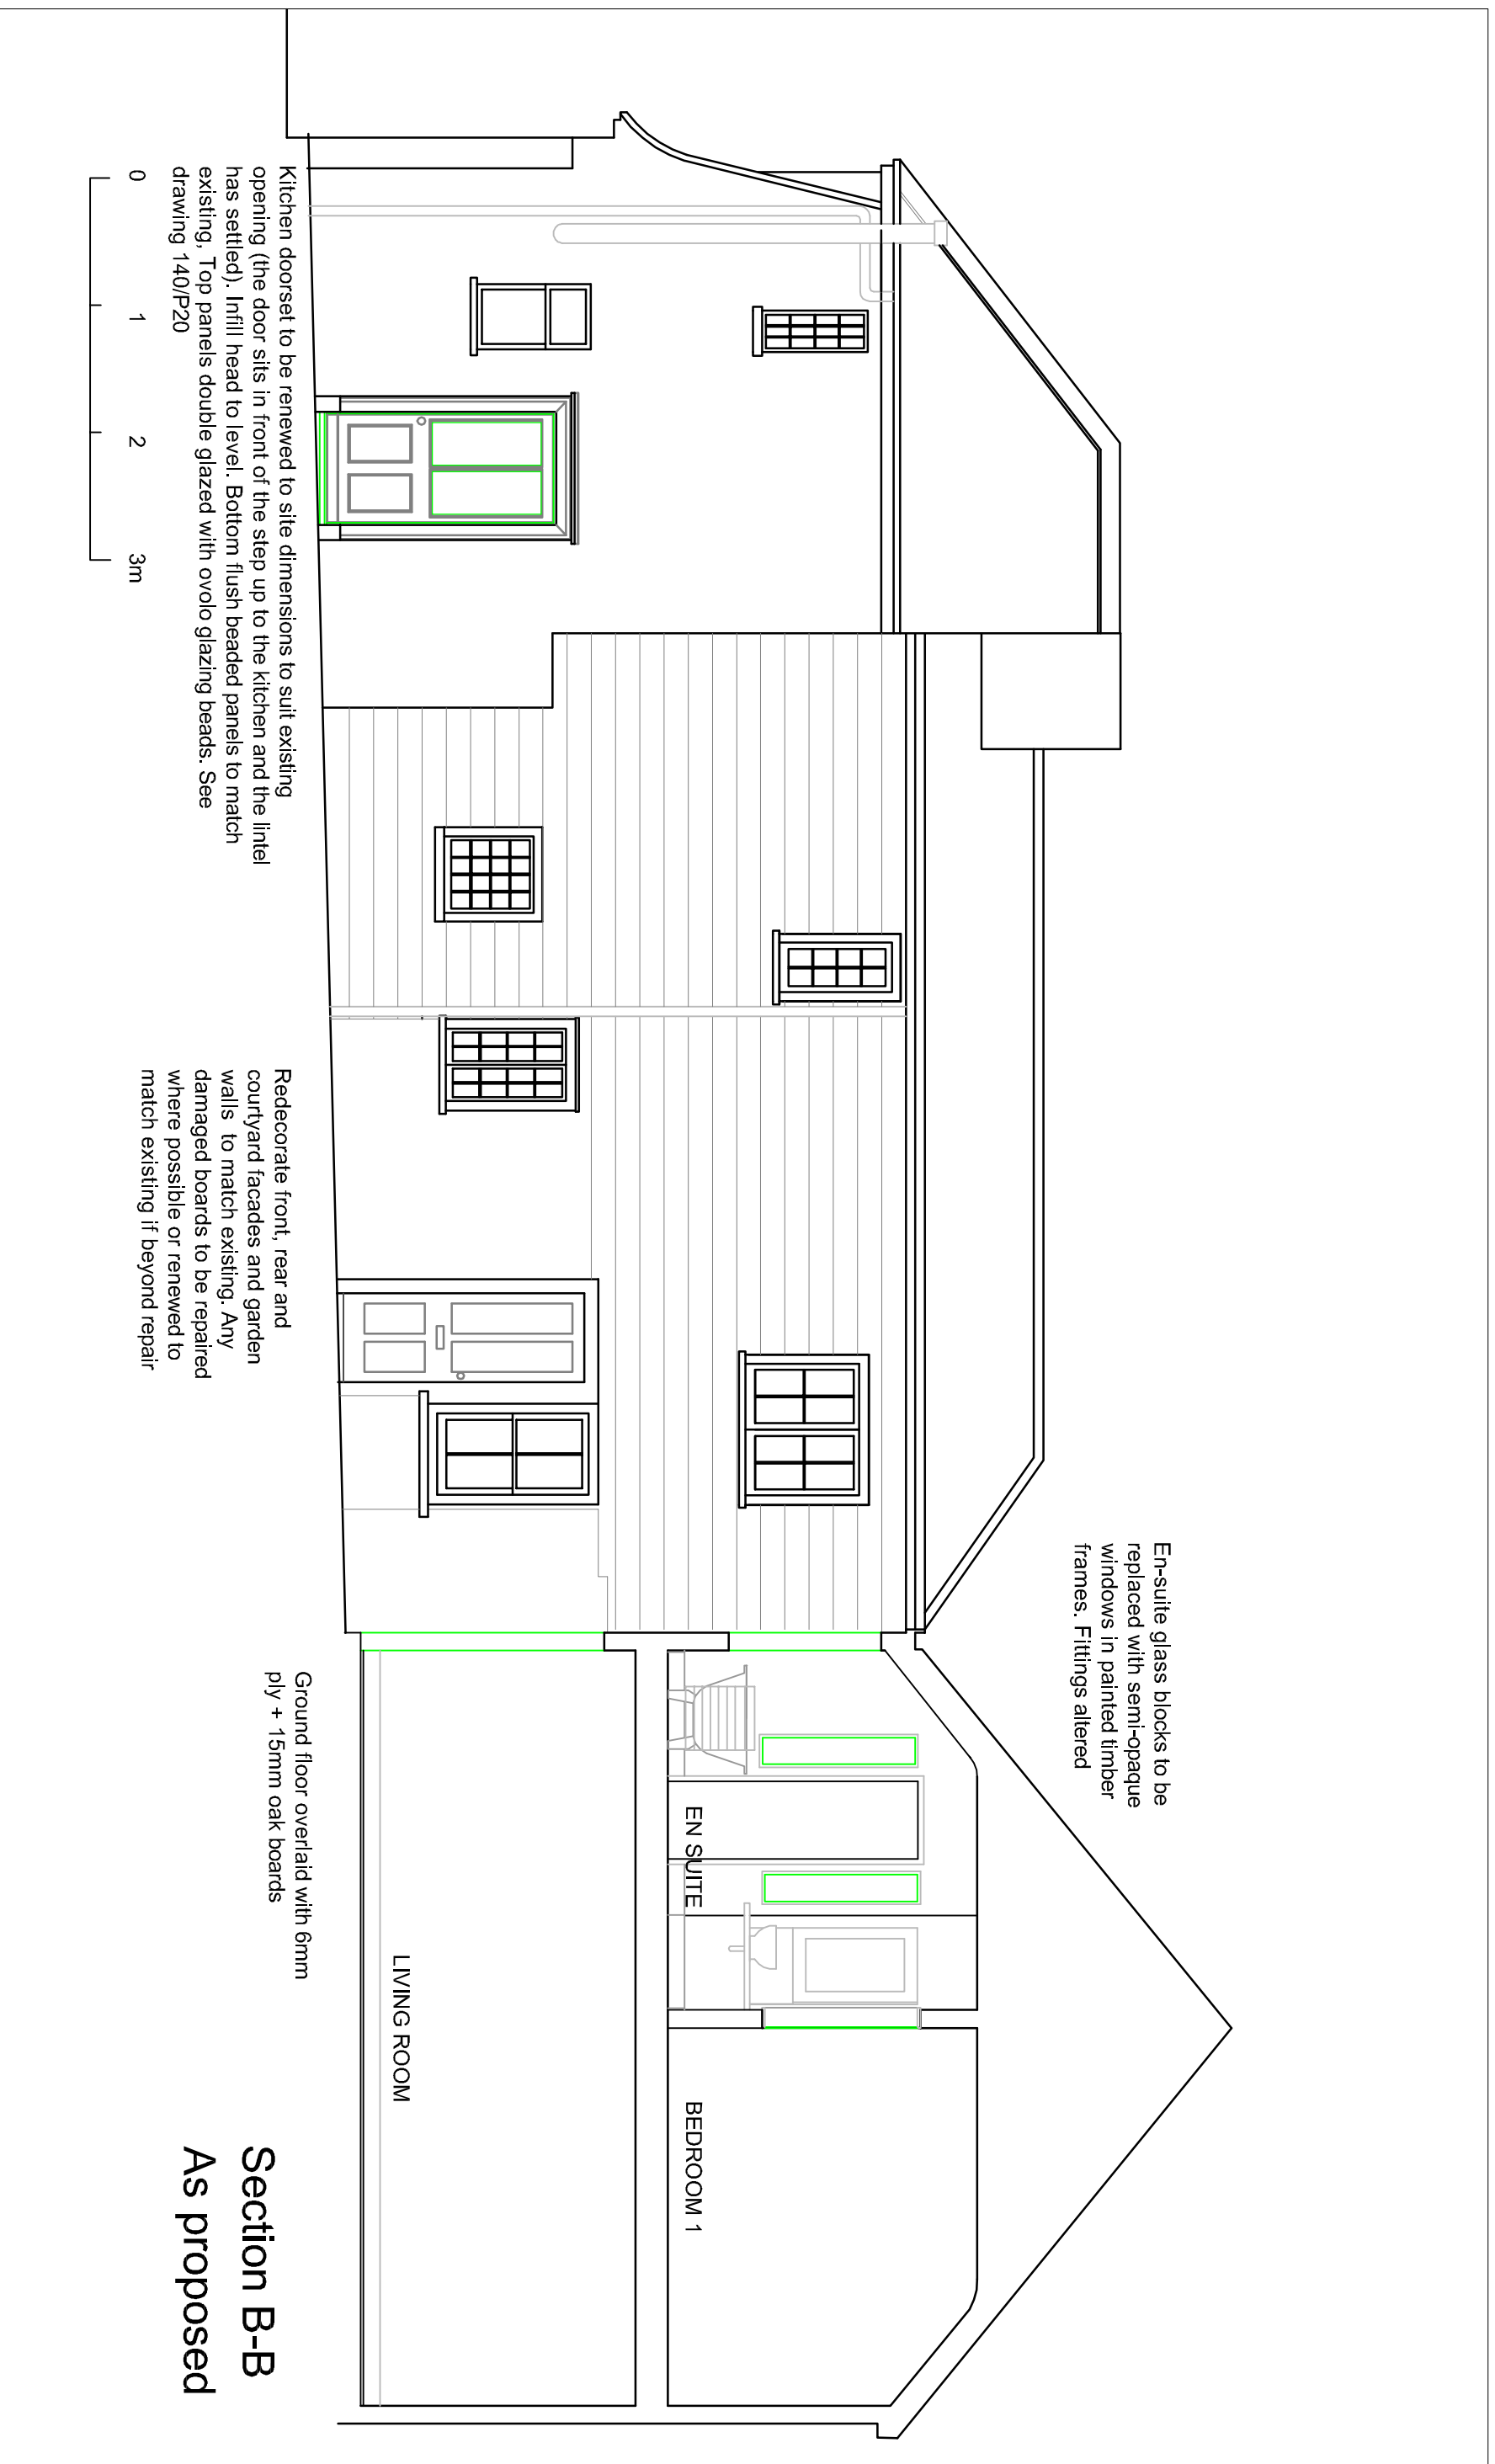 En-suite glass blocks to be
replaced with semi-opaque
windows in painted timber
frames. Fittings altered
EN SUITE
BEDROOM 1
LIVING ROOM
Kitchen doorset to be renewed to site dimensions to suit existing
opening (the door sits in front of the step up to the kitchen and the lintel
has settled). Infill head to level. Bottom flush beaded panels to match
existing, Top panels double glazed with ovolo glazing beads. See
drawing 140/P20
0 1 2 3m
Redecorate front, rear and
courtyard facades and garden
walls to match existing. Any
damaged boards to be repaired
where possible or renewed to
match existing if beyond repair
Ground floor overlaid with 6mm
ply + 15mm oak boards
Section B-B
As proposed